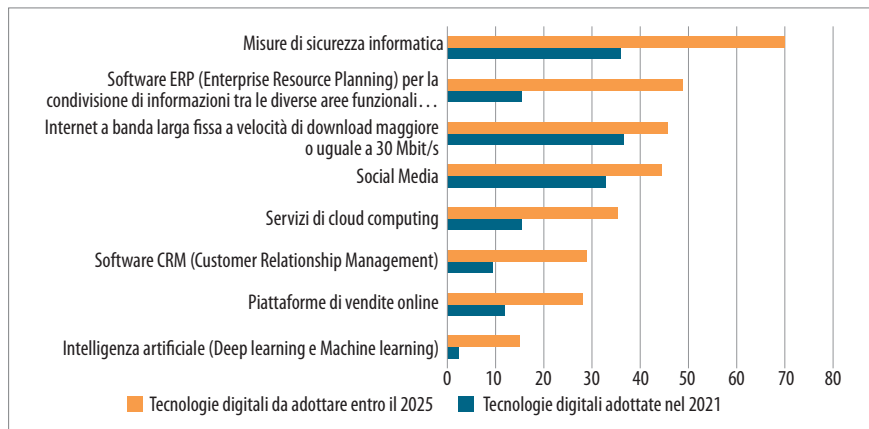 Misure di sicurezza informatica
Software ERP (Enterprise Resource Planning) per la
condivisione di informazioni tra le diverse aree funzionali…
Internet a banda larga fissa a velocità di download maggiore
o uguale a 30 Mbit/s
Social Media
Servizi di cloud computing
Software CRM (Customer Relationship Management)
Piattaforme di vendite online
Intelligenza artificiale (Deep learning e Machine learning)
0 10 20 30 40 50 60 70 80
Tecnologie digitali da adottare entro il 2025 Tecnologie digitali adottate nel 2021